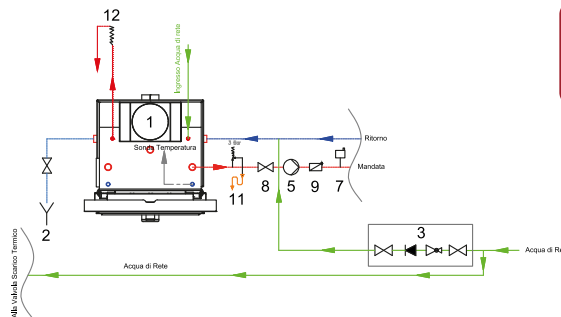 12
Ingresso Acqua di rete
1
Sonda Temperatura
3 Bar
Ritorno
Mandata
11
8
5
9
7
2
3
Acqua di Re
Acqua di Rete
Alla Valvola Scarico Termico